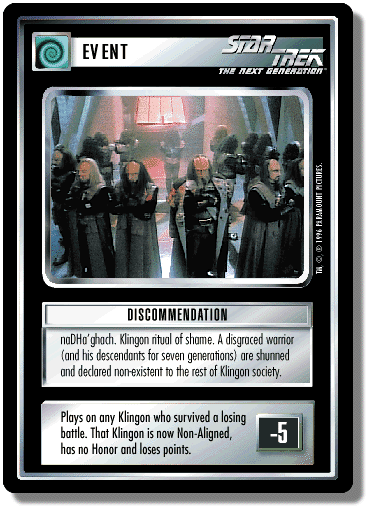 EVENT
STAR TREK
THE NEXT GENERATION™
TM, ©, ® 1996 PARAMOUNT PICTURES.
DISCOMMENDATION
naDHa'ghach. Klingon ritual of shame. A disgraced warrior
(and his descendants for seven generations) are shunned
and declared non-existent to the rest of Klingon society.
Plays on any Klingon who survived a losing
battle. That Klingon is now Non-Aligned,
has no Honor and loses points.
-5